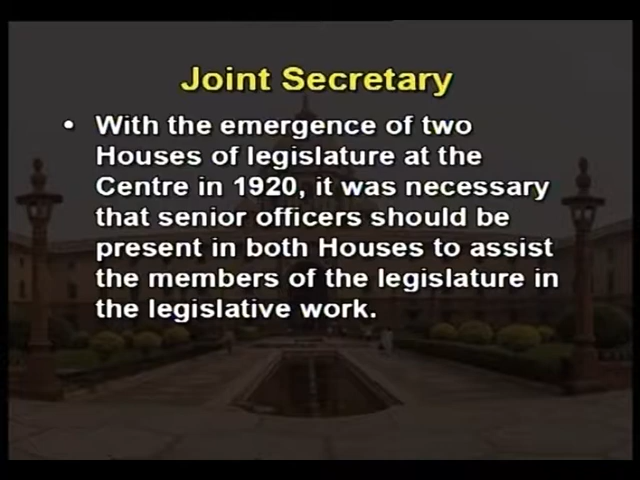 Joint Secretary
• With the emergence of two
Houses of legislature at the
Centre in 1920, it was necessary
that senior officers should be
present in both Houses to assist
the members of the legislature in
the legislative work.